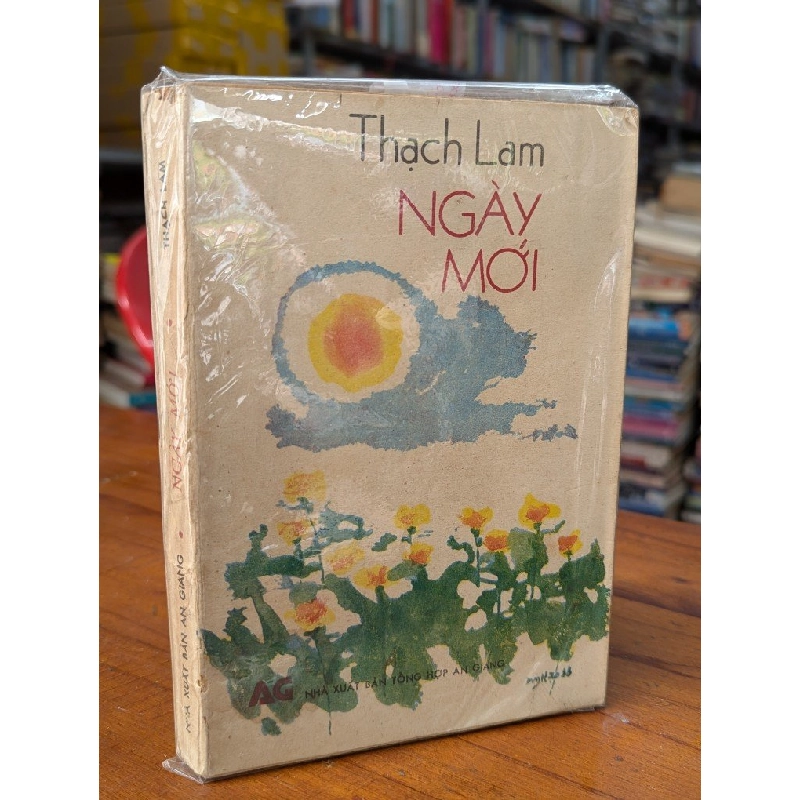 Thạch Lam
NGÀY
MỚI
AG NHÀ XUẤT BẢN TỔNG HỢP AN GIANG
THẠCH LAM • NGÀY MỚI • NHÀ XUẤT BẢN AN GIANG